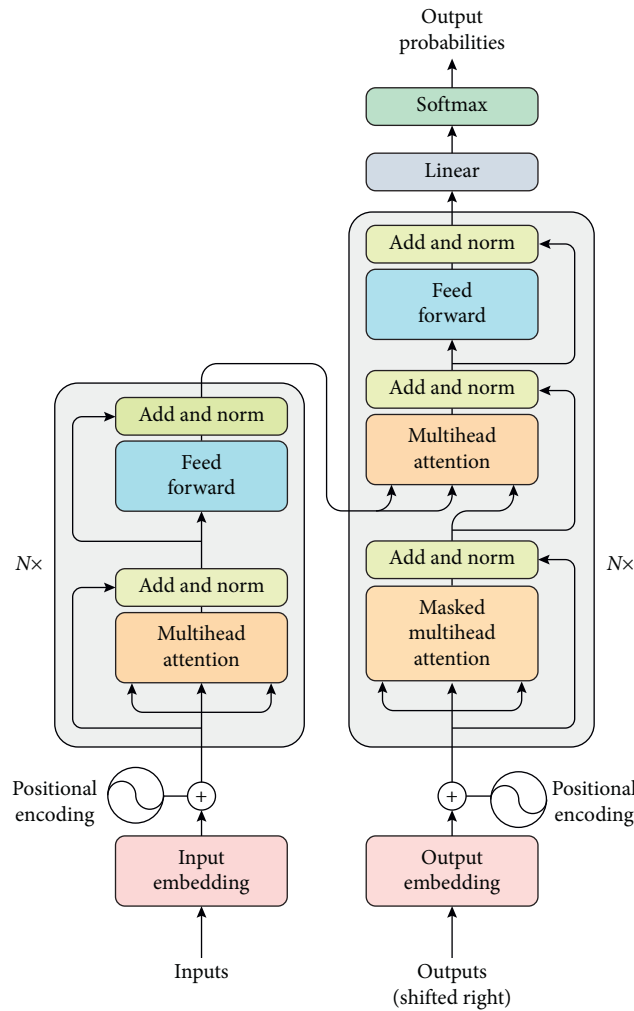 Output
probabilities
Softmax
Linear
Add and norm
Feed
forward
Add and norm
Multihead
attention
Add and norm
Masked
multihead
attention
N×
Add and norm
Feed
forward
N×
Add and norm
Multihead
attention
Positional
encoding
+
+
Positional
encoding
Input
embedding
Output
embedding
Inputs
Outputs
(shifted right)